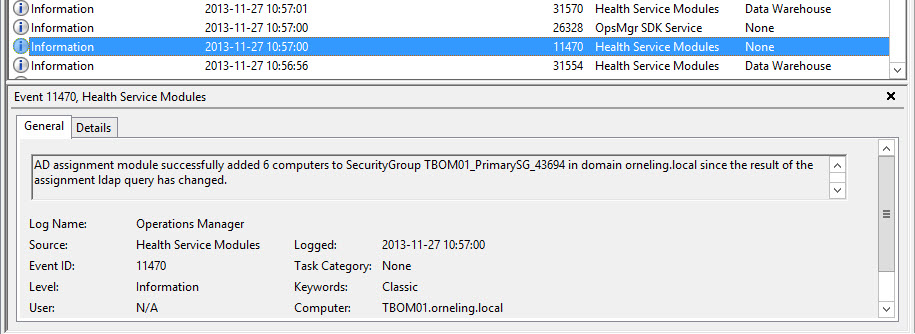 Information 2013-11-27 10:57:01 31570 Health Service Modules Data Warehouse
Information 2013-11-27 10:57:00 26328 OpsMgr SDK Service None
Information 2013-11-27 10:57:00 11470 Health Service Modules None
Information 2013-11-27 10:56:56 31554 Health Service Modules Data Warehouse
Event 11470, Health Service Modules
General Details
AD assignment module successfully added 6 computers to SecurityGroup TBOM01_PrimarySG_43694 in domain orneling.local since the result of the
assignment ldap query has changed.
Log Name: Operations Manager
Source: Health Service Modules Logged: 2013-11-27 10:57:00
Event ID: 11470 Task Category: None
Level: Information Keywords: Classic
User: N/A Computer: TBOM01.orneling.local